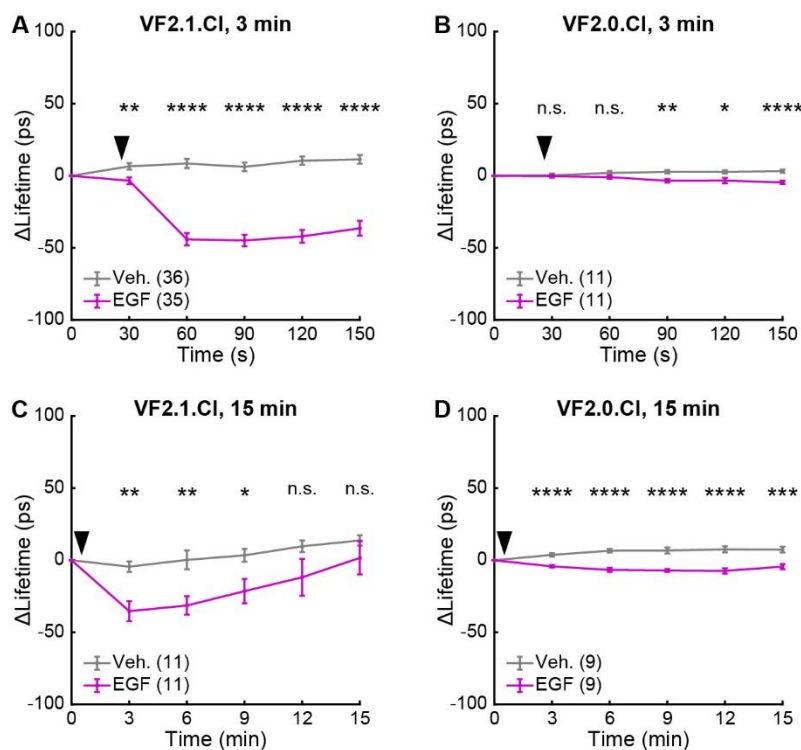 A VF2.1.Cl, 3 min
ΔLifetime (ps)
100
50
0
-50
-100
** **** **** **** ****
Veh. (36)
EGF (35)
0 30 60 90 120 150
Time (s)
B VF2.0.Cl, 3 min
ΔLifetime (ps)
100
50
0
-50
-100
n.s. n.s. ** * ****
Veh. (11)
EGF (11)
0 30 60 90 120 150
Time (s)
C VF2.1.Cl, 15 min
ΔLifetime (ps)
100
50
0
-50
-100
** ** * n.s. n.s.
Veh. (11)
EGF (11)
0 3 6 9 12 15
Time (min)
D VF2.0.Cl, 15 min
ΔLifetime (ps)
100
50
0
-50
-100
**** **** **** **** ***
Veh. (9)
EGF (9)
0 3 6 9 12 15
Time (min)